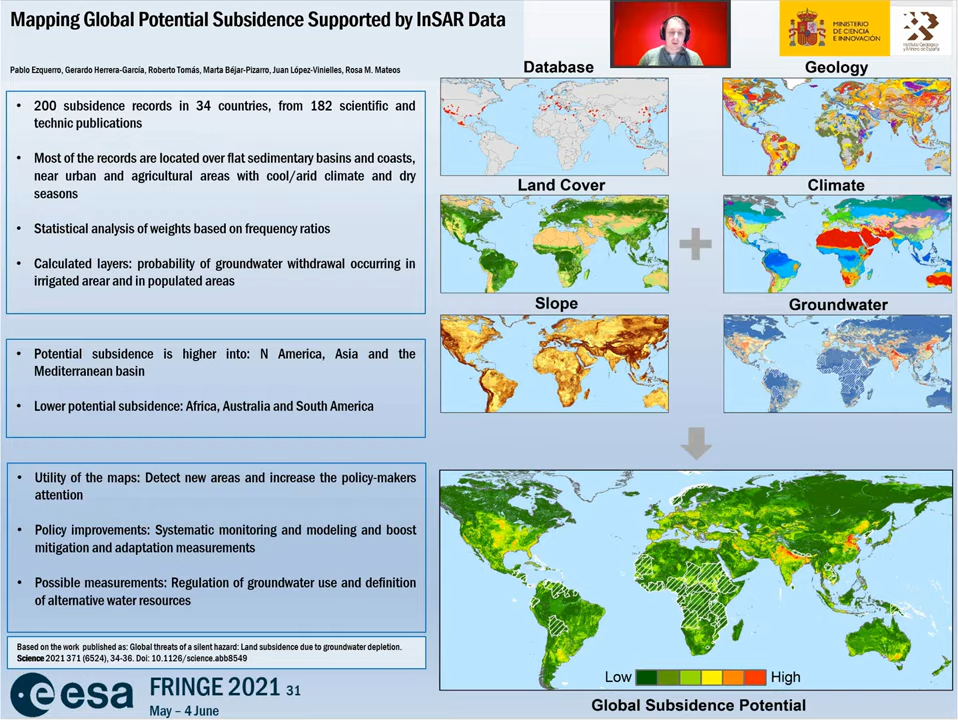 Mapping Global Potential Subsidence Supported by InSAR Data
MINISTERIO
DE CIENCIA
E INNOVACIÓN
Instituto Geológico
y Minero de España
Pablo Ezquerro, Gerardo Herrera-García, Roberto Tomás, Marta Béjar-Pizarro, Juan López-Vinielles, Rosa M. Mateos
• 200 subsidence records in 34 countries, from 182 scientific and
technic publications
• Most of the records are located over flat sedimentary basins and coasts,
near urban and agricultural areas with cool/arid climate and dry
seasons
• Statistical analysis of weights based on frequency ratios
• Calculated layers: probability of groundwater withdrawal occurring in
irrigated arear and in populated areas
• Potential subsidence is higher into: N America, Asia and the
Mediterranean basin
• Lower potential subsidence: Africa, Australia and South America
• Utility of the maps: Detect new areas and increase the policy-makers
attention
• Policy improvements: Systematic monitoring and modeling and boost
mitigation and adaptation measurements
• Possible measurements: Regulation of groundwater use and definition
of alternative water resources
Based on the work published as: Global threats of a silent hazard: Land subsidence due to groundwater depletion.
Science 2021 371 (6524), 34-36. Doi: 10.1126/science.abb8549
esa
FRINGE 2021 31
May – 4 June
Database
Geology
Land Cover
Climate
Slope
Groundwater
Low
High
Global Subsidence Potential